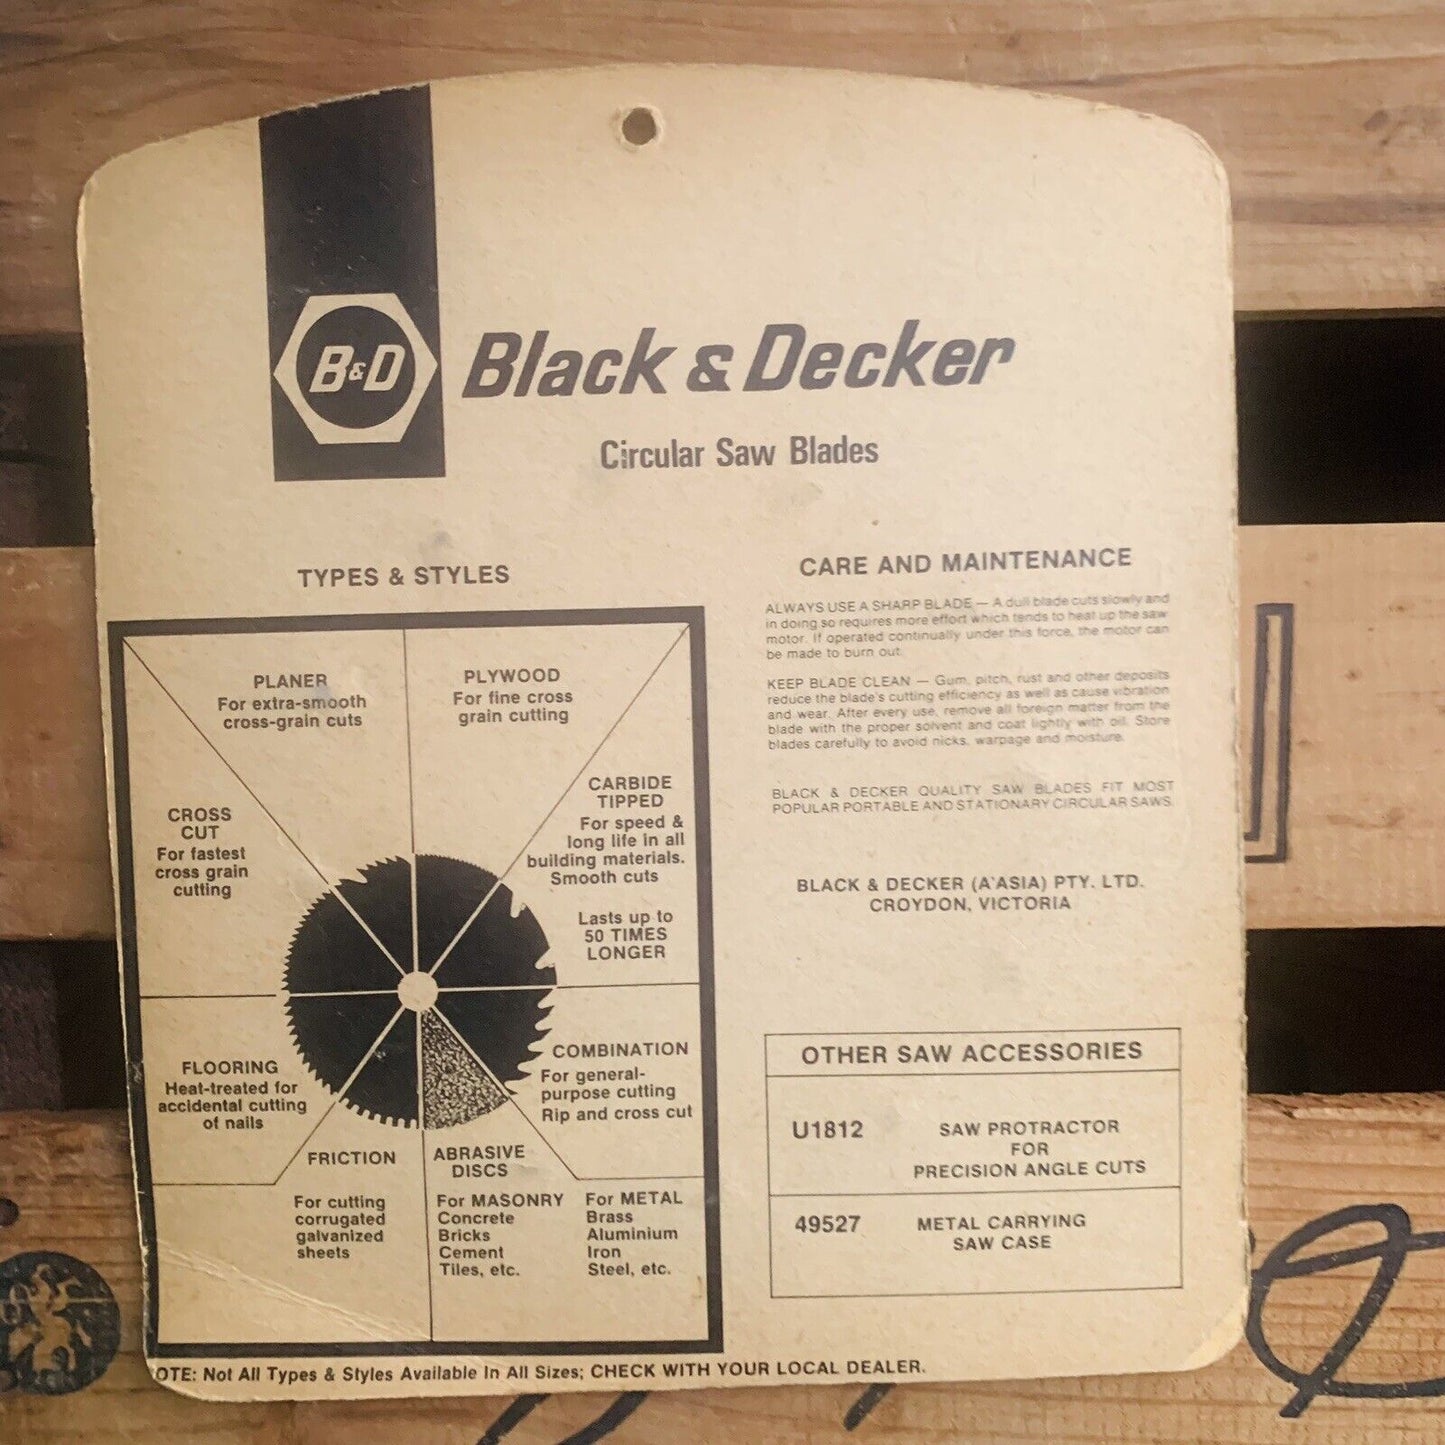 B&D
Black & Decker
Circular Saw Blades
TYPES & STYLES
PLANER
For extra-smooth
cross-grain cuts
PLYWOOD
For fine cross
grain cutting
CROSS
CUT
For fastest
cross grain
cutting
CARBIDE
TIPPED
For speed &
long life in all
building materials.
Smooth cuts
Lasts up to
50 TIMES
LONGER
FLOORING
Heat-treated for
accidental cutting
of nails
COMBINATION
For general-
purpose cutting
Rip and cross cut
FRICTION
For cutting
corrugated
galvanized
sheets
ABRASIVE
DISCS
For MASONRY
Concrete
Bricks
Cement
Tiles, etc.
For METAL
Brass
Aluminium
Iron
Steel, etc.
OTE: Not All Types & Styles Available In All Sizes; CHECK WITH YOUR LOCAL DEALER.
CARE AND MAINTENANCE
ALWAYS USE A SHARP BLADE — A dull blade cuts slowly and
in doing so requires more effort which tends to heat up the saw
motor. If operated continually under this force, the motor can
be made to burn out.
KEEP BLADE CLEAN — Gum, pitch, rust and other deposits
reduce the blade's cutting efficiency as well as cause vibration
and wear. After every use, remove all foreign matter from the
blade with the proper solvent and coat lightly with oil. Store
blades carefully to avoid nicks, warpage and moisture.
BLACK & DECKER QUALITY SAW BLADES FIT MOST
POPULAR PORTABLE AND STATIONARY CIRCULAR SAWS.
BLACK & DECKER (A'ASIA) PTY. LTD.
CROYDON, VICTORIA
OTHER SAW ACCESSORIES
U1812 SAW PROTRACTOR
FOR
PRECISION ANGLE CUTS
49527 METAL CARRYING
SAW CASE